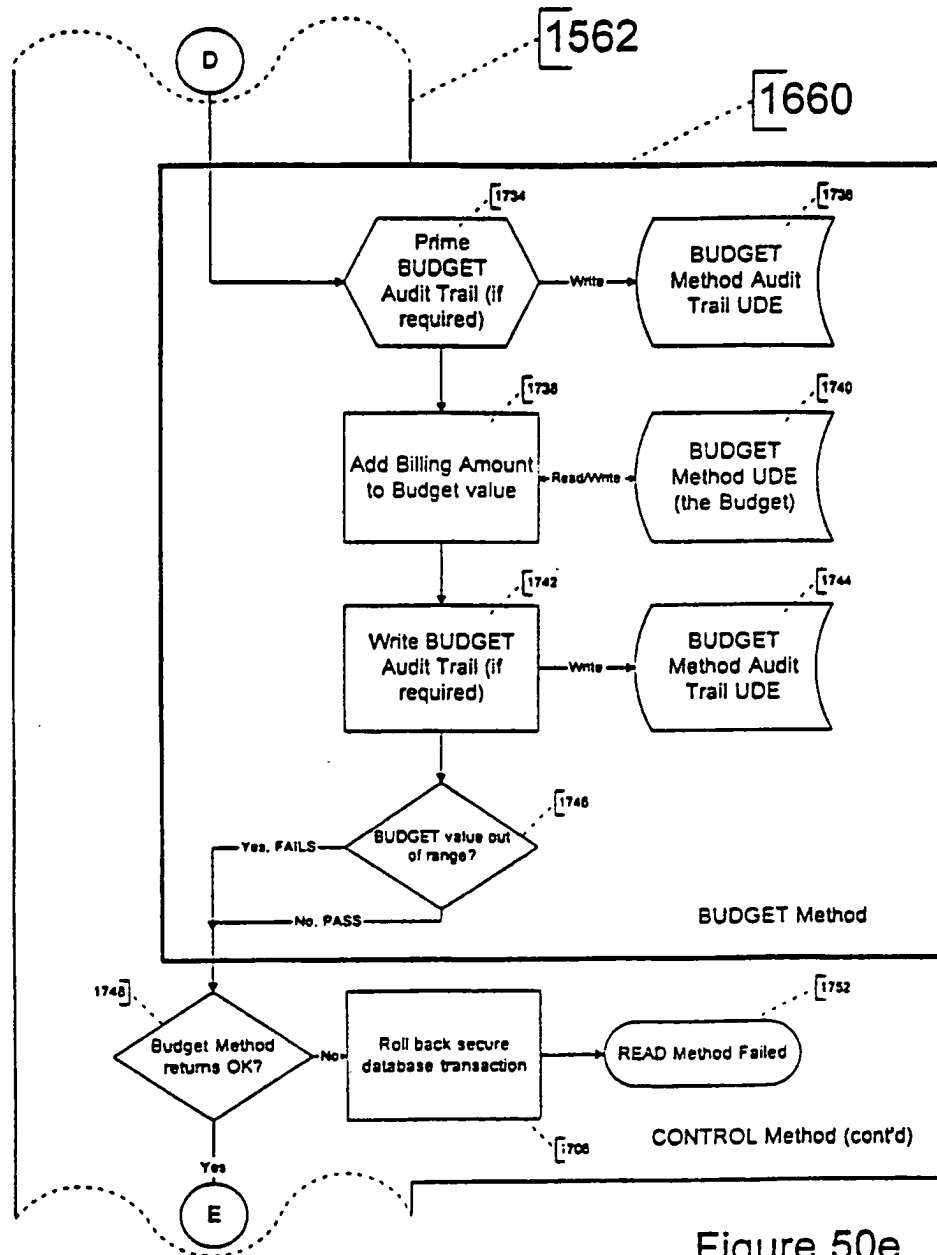 D
1562
1660
1734
Prime
BUDGET
Audit Trail (if
required)
Write
1736
BUDGET
Method Audit
Trail UDE
1738
Add Billing Amount
to Budget value
Read/Write
1740
BUDGET
Method UDE
(the Budget)
1742
Write BUDGET
Audit Trail (if
required)
Write
1744
BUDGET
Method Audit
Trail UDE
1746
BUDGET value out
of range?
Yes, FAILS
No, PASS
BUDGET Method
1748
Budget Method
returns OK?
No
Roll back secure
database transaction
1752
READ Method Failed
1706
CONTROL Method (cont'd)
Yes
E
Figure 50e